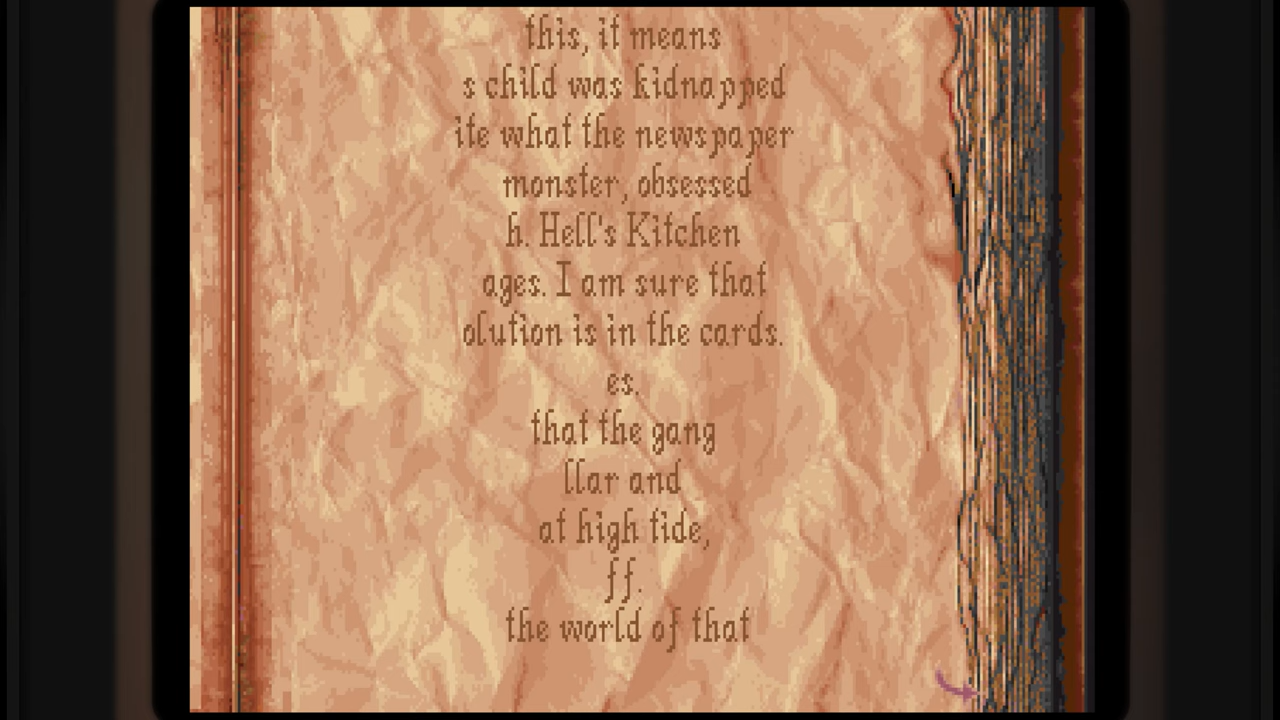 this, it means
s child was kidnapped
ite what the newspaper
monster, obsessed
h. Hell's Kitchen
ages. I am sure that
olution is in the cards.
es.
that the gang
llar and
at high tide,
ff.
the world of that